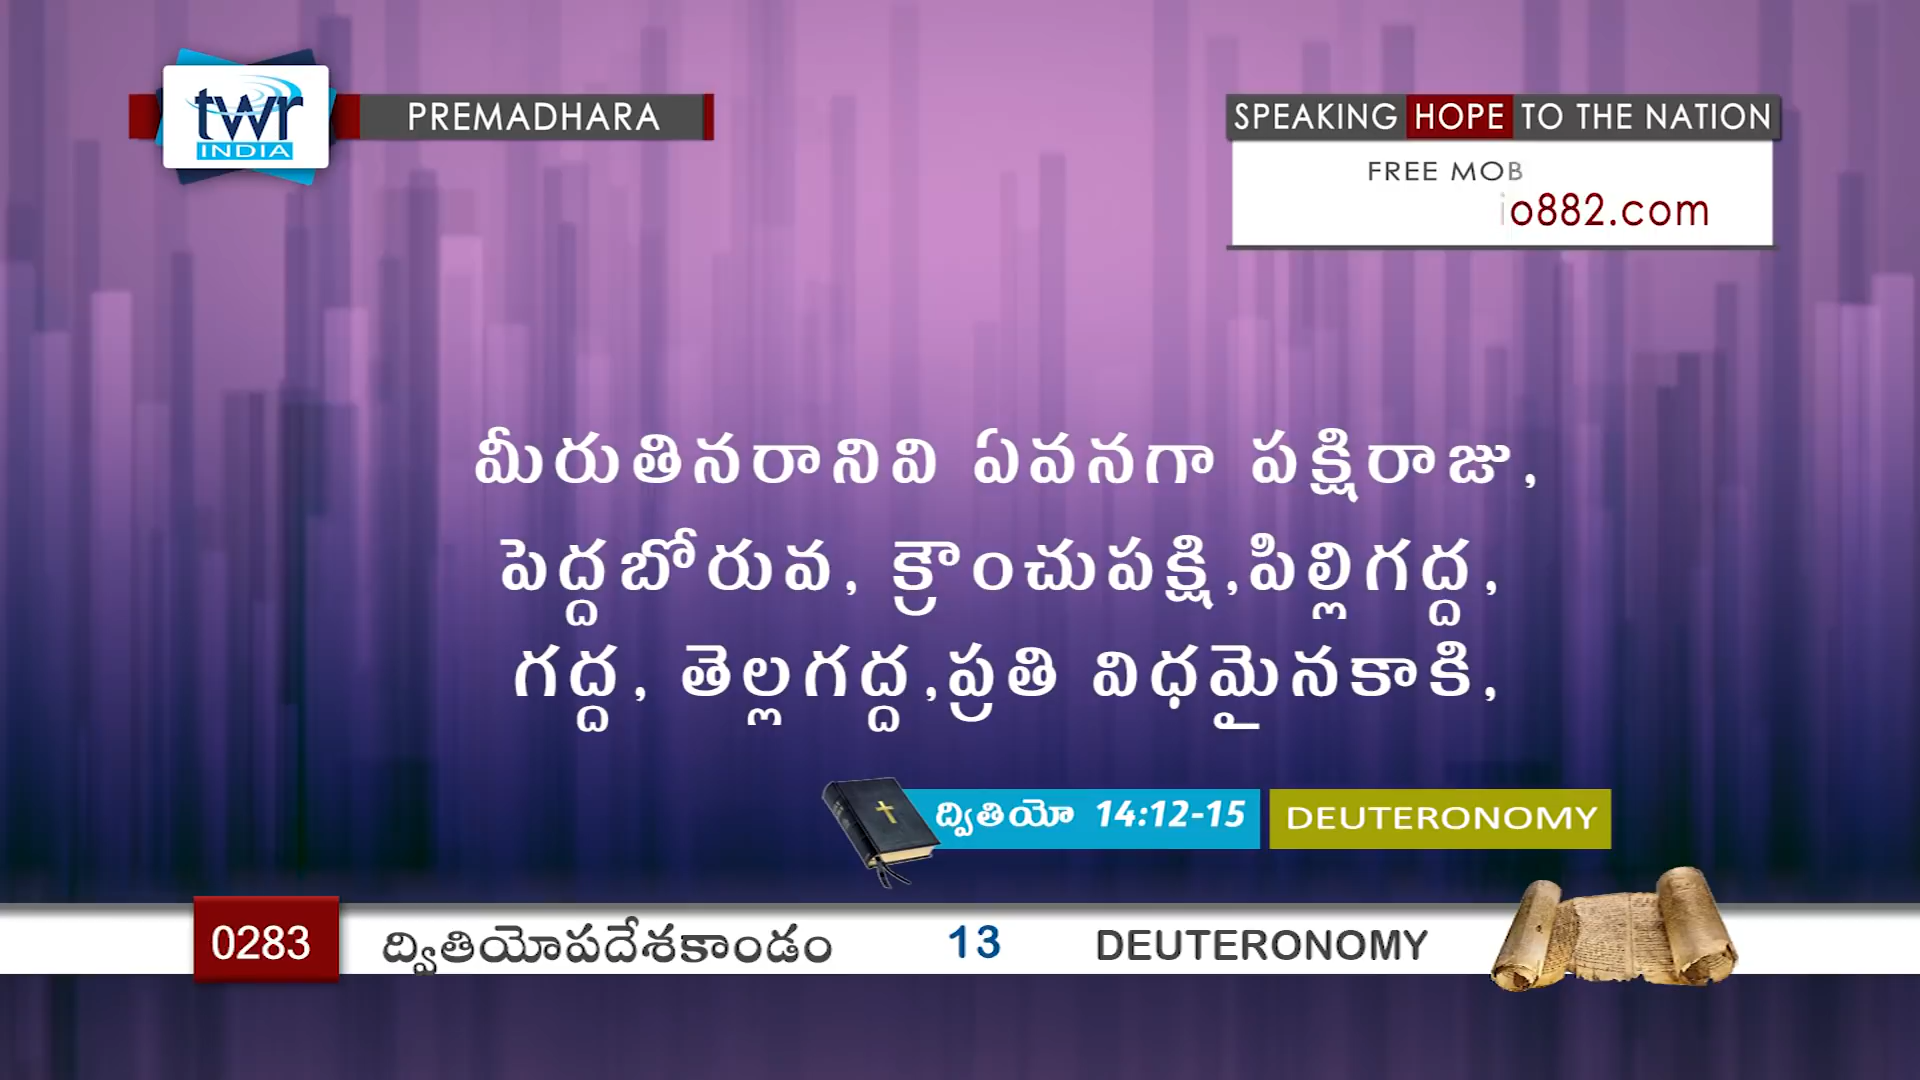 twr
INDIA
PREMADHARA
SPEAKING HOPE TO THE NATION
FREE MOB
io882.com
మీరుతినరానివి ఏవనగా పక్షిరాజు,
పెద్దబోరువ, క్రౌంచుపక్షి,పిల్లిగద్ద,
గద్ద, తెల్లగద్ద,ప్రతి విధమైనకాకి,
ద్వితియో 14:12-15
DEUTERONOMY
0283
ద్వితియోపదేశకాండం
13
DEUTERONOMY